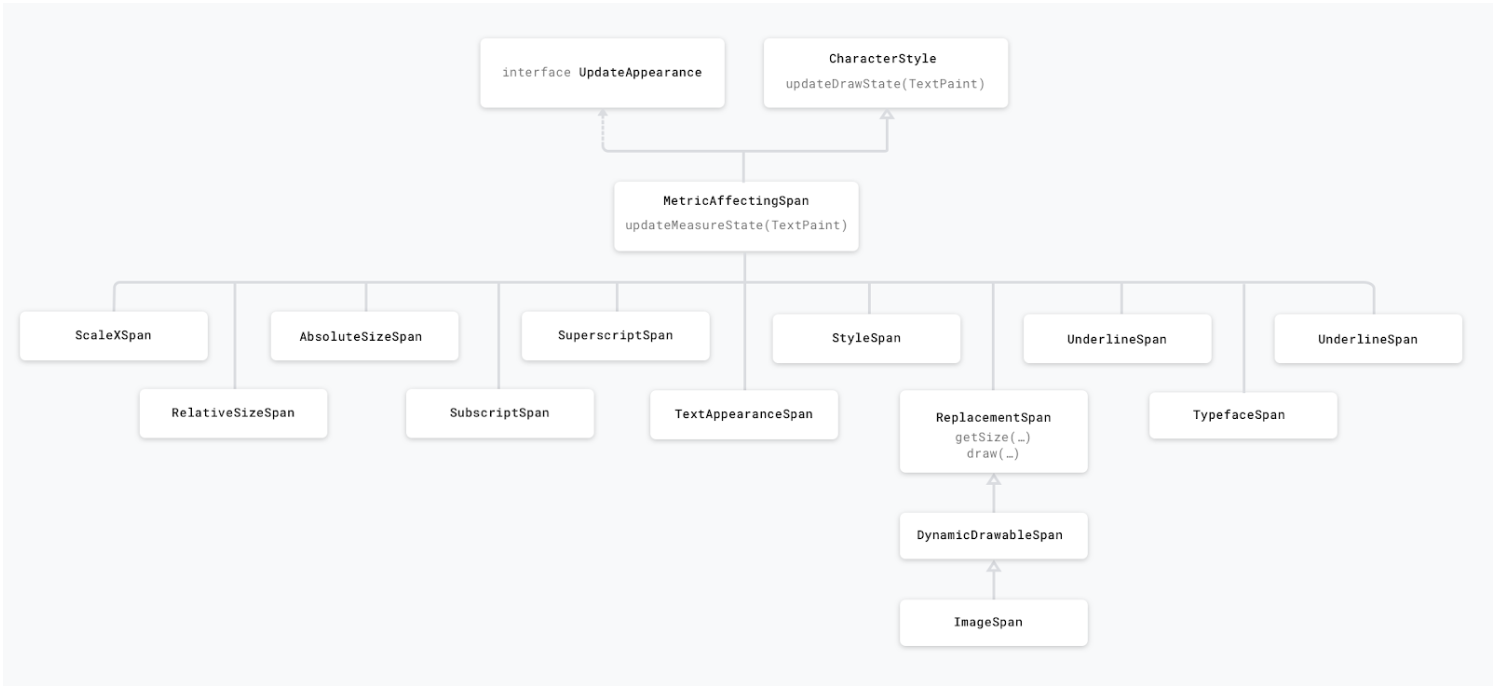 interface UpdateAppearance
CharacterStyle
updateDrawState(TextPaint)
MetricAffectingSpan
updateMeasureState(TextPaint)
ScaleXSpan
AbsoluteSizeSpan
SuperscriptSpan
StyleSpan
UnderlineSpan
UnderlineSpan
RelativeSizeSpan
SubscriptSpan
TextAppearanceSpan
ReplacementSpan
getSize(…)
draw(…)
TypefaceSpan
DynamicDrawableSpan
ImageSpan